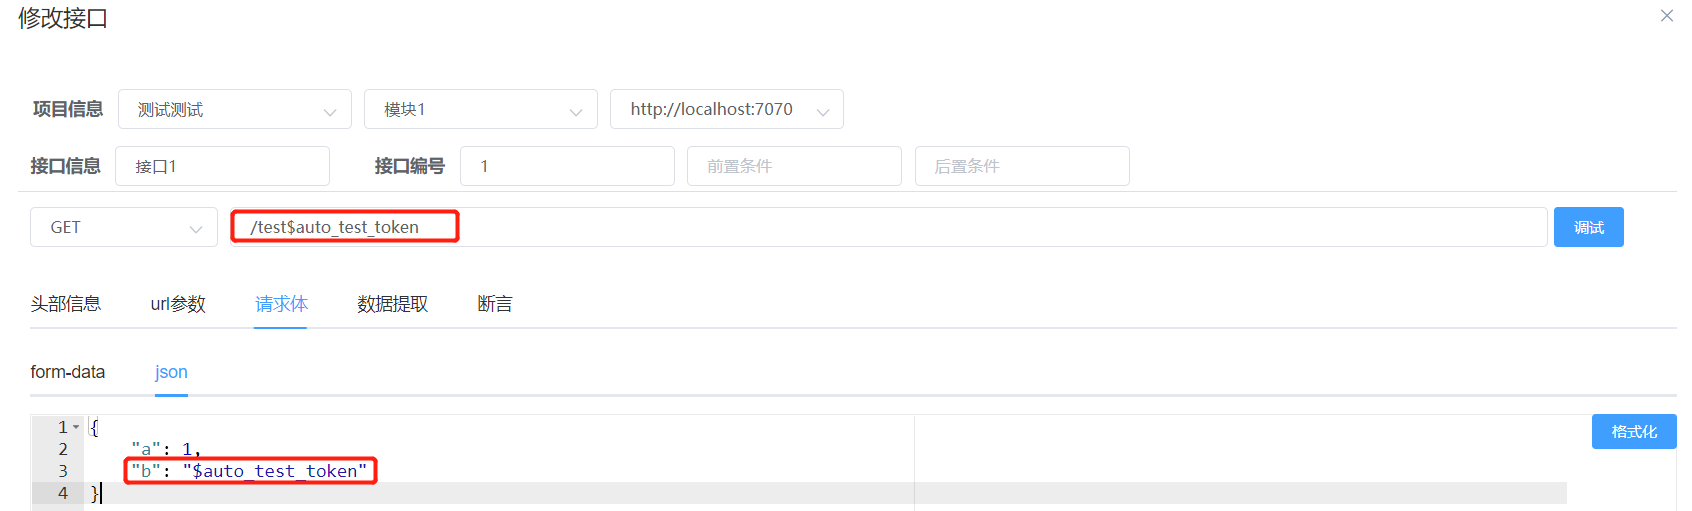 修改接口
项目信息 测试测试 模块1 http://localhost:7070
接口信息 接口1 接口编号 1 前置条件 后置条件
GET /test$auto_test_token 调试
头部信息 url参数 请求体 数据提取 断言
form-data json
1 { 格式化
2 "a": 1,
3 "b": "$auto_test_token"
4 }